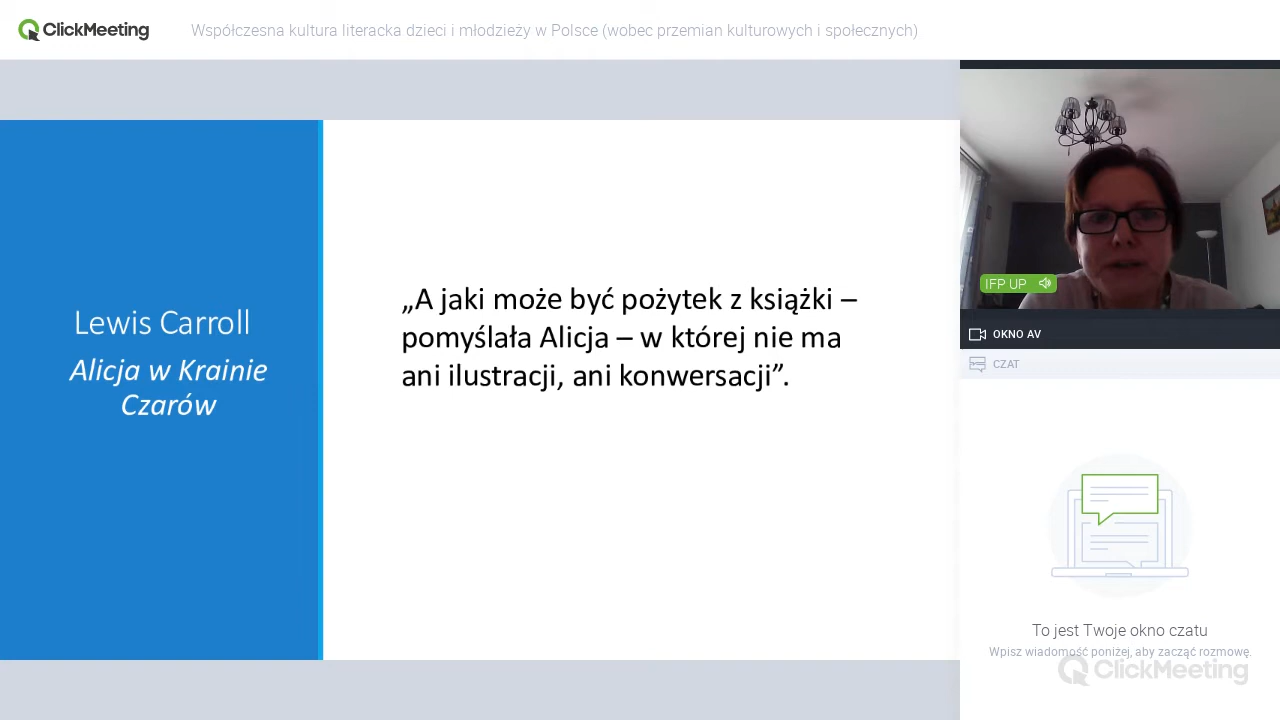 ClickMeeting
Współczesna kultura literacka dzieci i młodzieży w Polsce (wobec przemian kulturowych i społecznych)
Lewis Carroll
Alicja w Krainie
Czarów
„A jaki może być pożytek z książki –
pomyślała Alicja – w której nie ma
ani ilustracji, ani konwersacji”.
IFP UP
OKNO AV
CZAT
To jest Twoje okno czatu
Wpisz wiadomość poniżej, aby zacząć rozmowę.
ClickMeeting